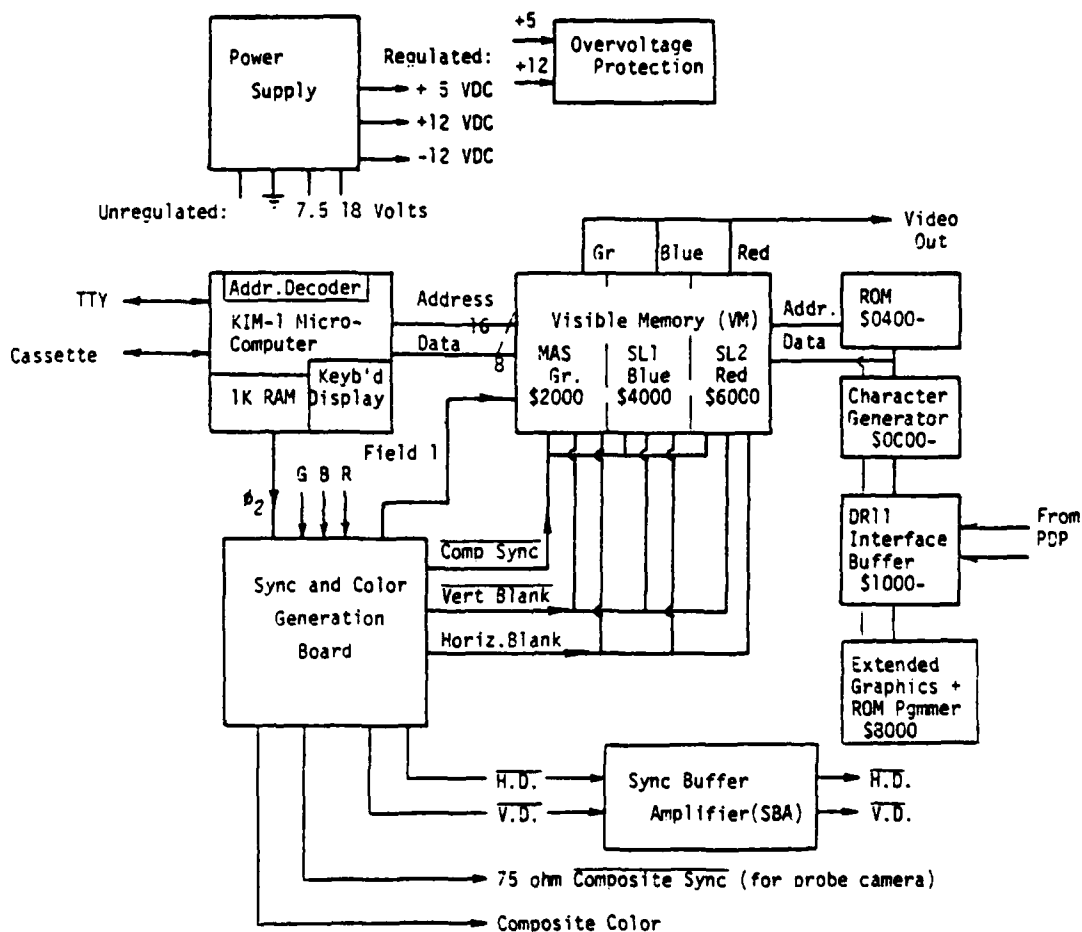 Power
Supply
Regulated:
+ 5 VDC
+12 VDC
-12 VDC
+5
+12
Overvoltage
Protection
Unregulated: 7.5 18 Volts
Gr Blue Red
Video
Out
TTY
Cassette
Addr.Decoder
KIM-1 Micro-
Computer
1K RAM
Keyb'd
Display
Address
16
Data
8
Visible Memory (VM)
MAS
Gr.
$2000
SL1
Blue
$4000
SL2
Red
$6000
Addr.
Data
ROM
$0400-
Character
Generator
$0C00-
DR11
Interface
Buffer
$1000-
From
PDP
Extended
Graphics +
ROM Pgmmer
$8000
Field 1
ø2
G B R
Sync and Color
Generation
Board
Comp Sync
Vert Blank
Horiz.Blank
H.D.
V.D.
Sync Buffer
Amplifier(SBA)
H.D.
V.D.
75 ohm Composite Sync (for probe camera)
Composite Color